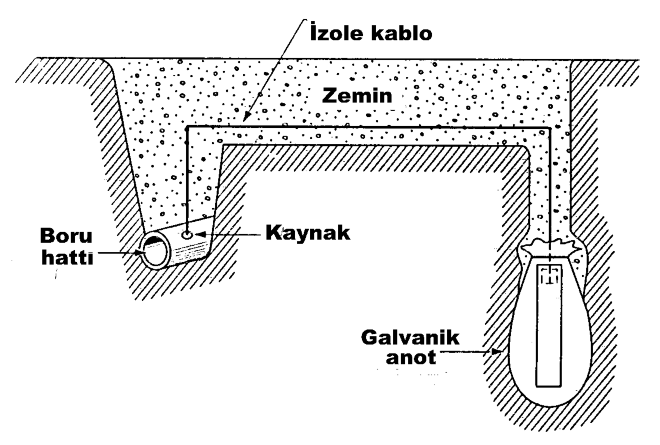 İzole kablo
Zemin
Boru
hattı
Kaynak
Galvanik
anot